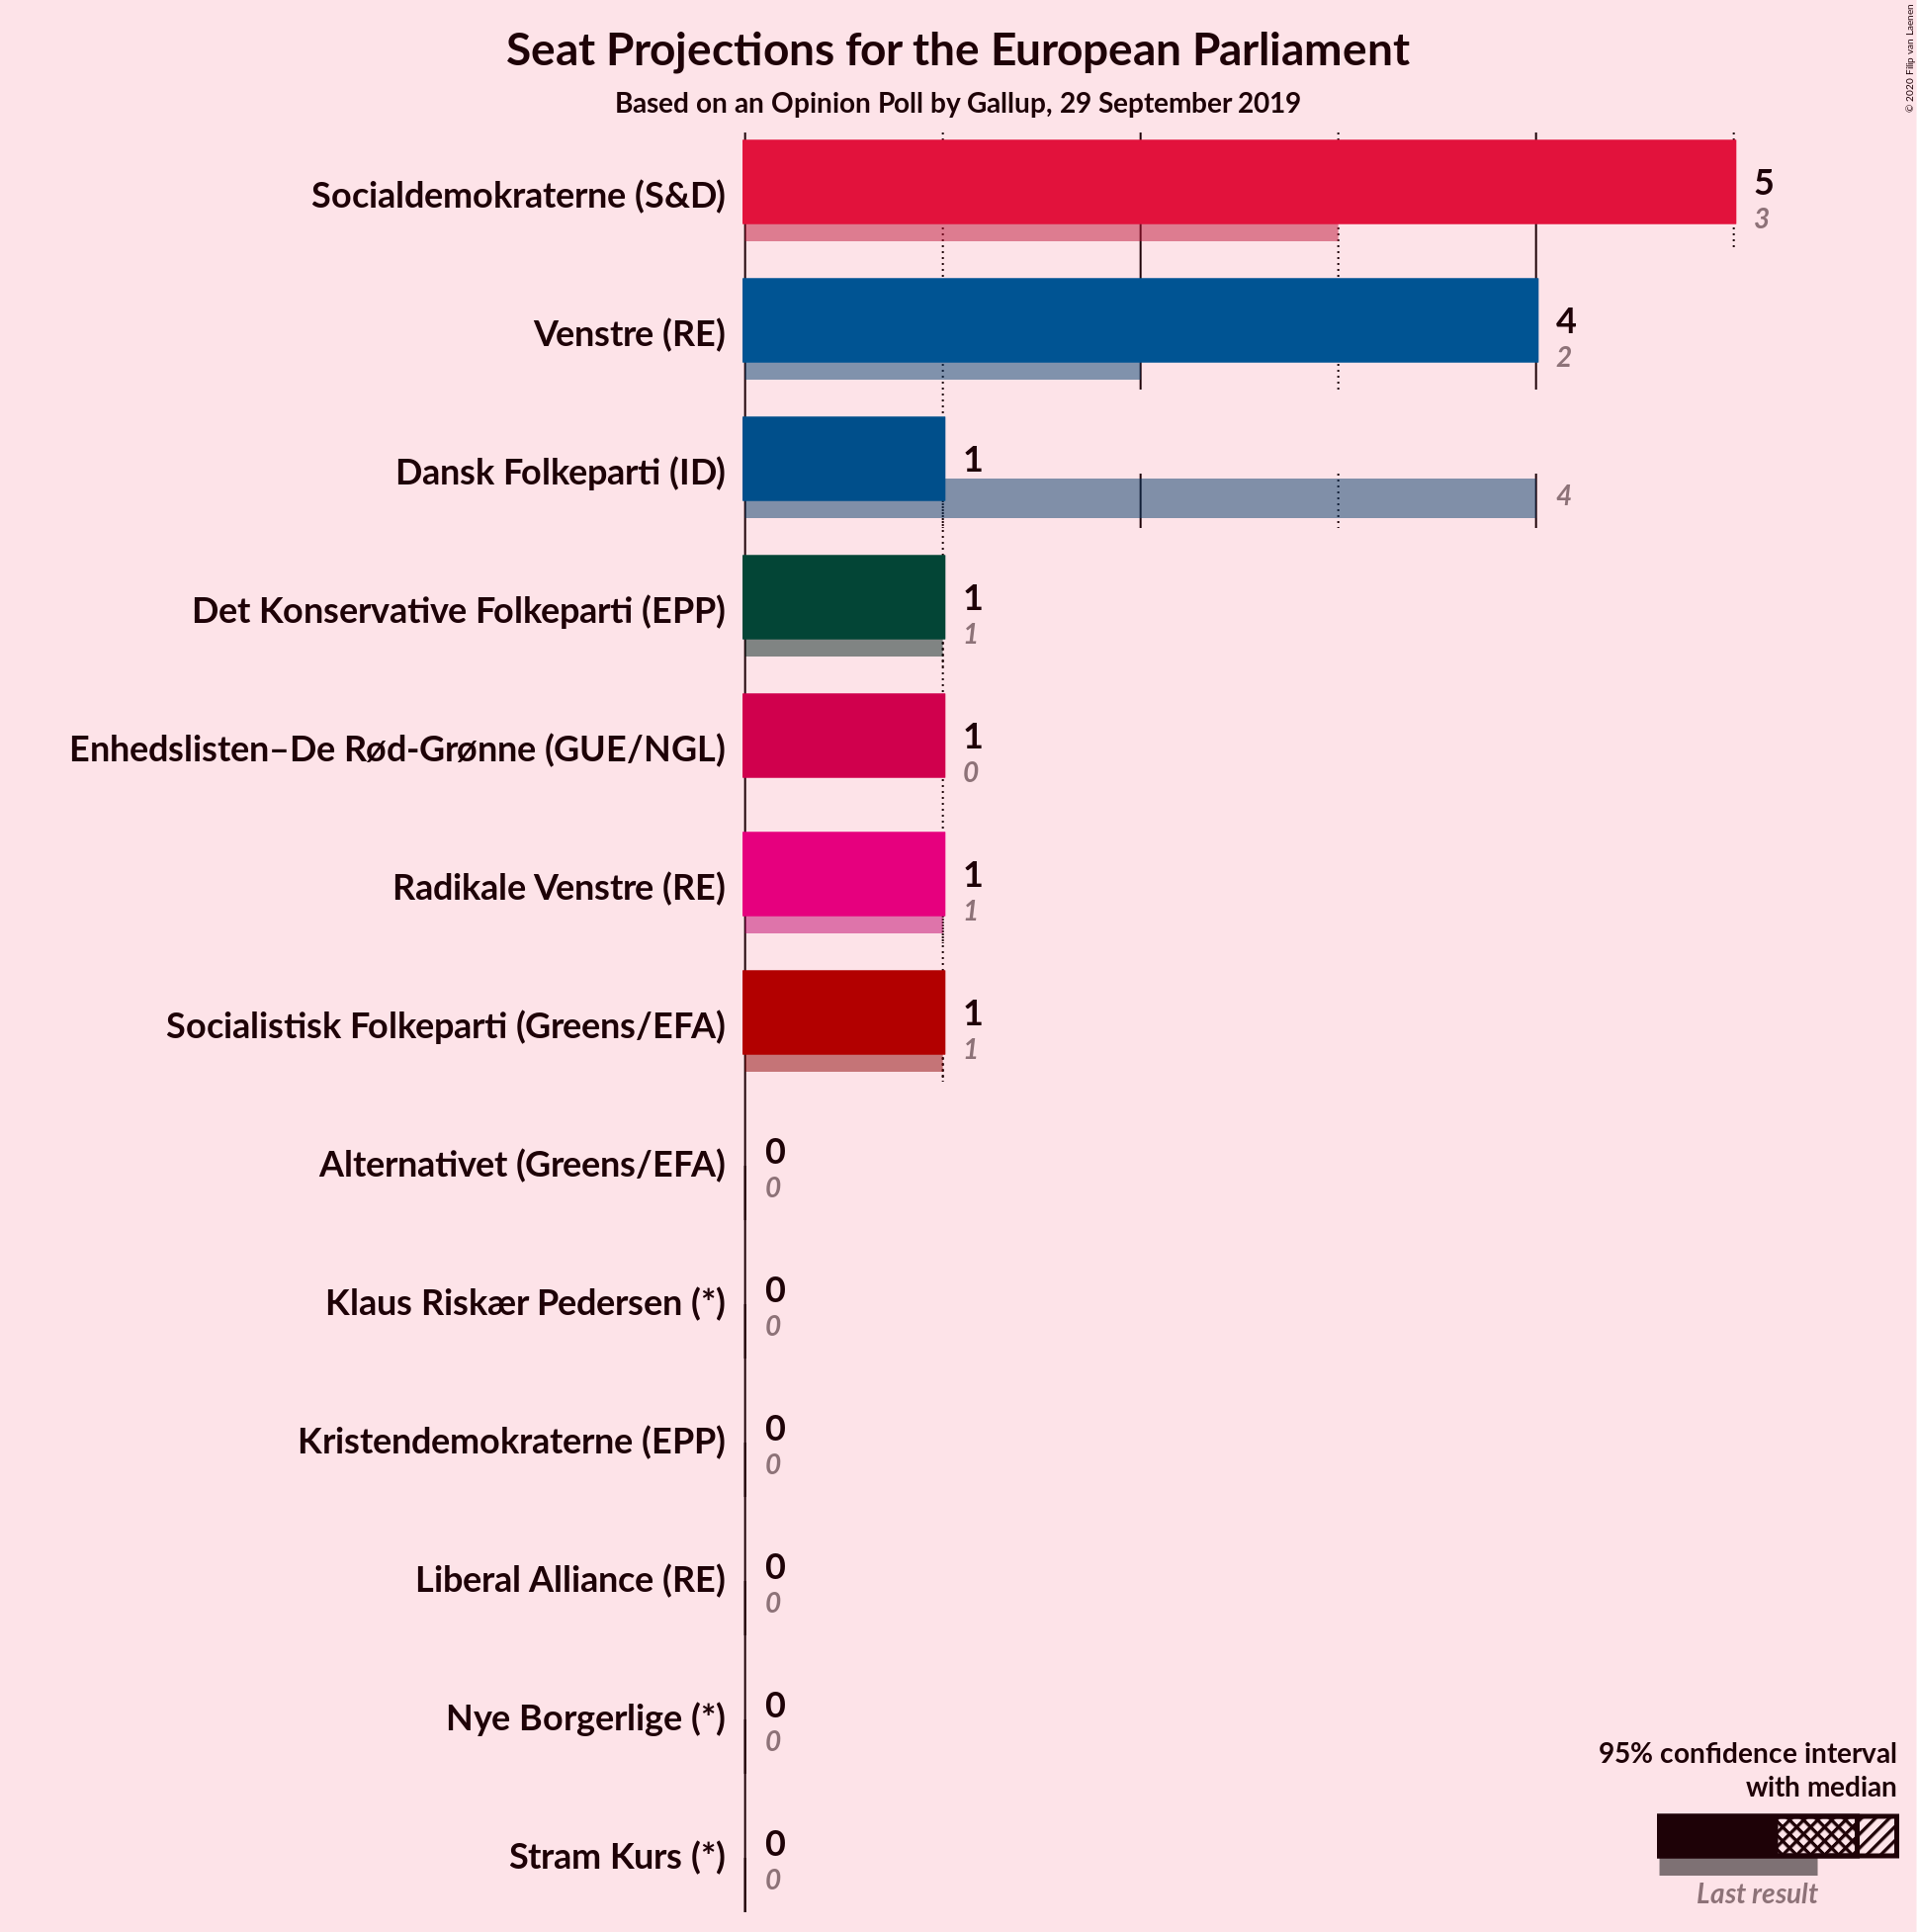 Seat Projections for the European Parliament
Based on an Opinion Poll by Gallup, 29 September 2019
© 2020 Filip van Laenen
Socialdemokraterne (S&D)
5
3
Venstre (RE)
4
2
Dansk Folkeparti (ID)
1
4
Det Konservative Folkeparti (EPP)
1
1
Enhedslisten–De Rød-Grønne (GUE/NGL)
1
0
Radikale Venstre (RE)
1
1
Socialistisk Folkeparti (Greens/EFA)
1
1
Alternativet (Greens/EFA)
0
0
Klaus Riskær Pedersen (*)
0
0
Kristendemokraterne (EPP)
0
0
Liberal Alliance (RE)
0
0
Nye Borgerlige (*)
0
0
Stram Kurs (*)
0
0
95% confidence interval
with median
Last result